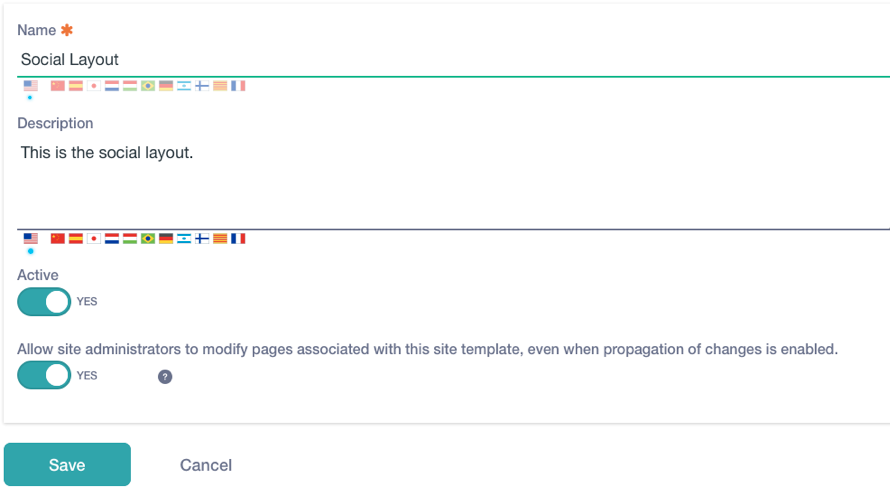 Name ✱
Social Layout
Description
This is the social layout.
Active
YES
Allow site administrators to modify pages associated with this site template, even when propagation of changes is enabled.
YES ?
Save Cancel